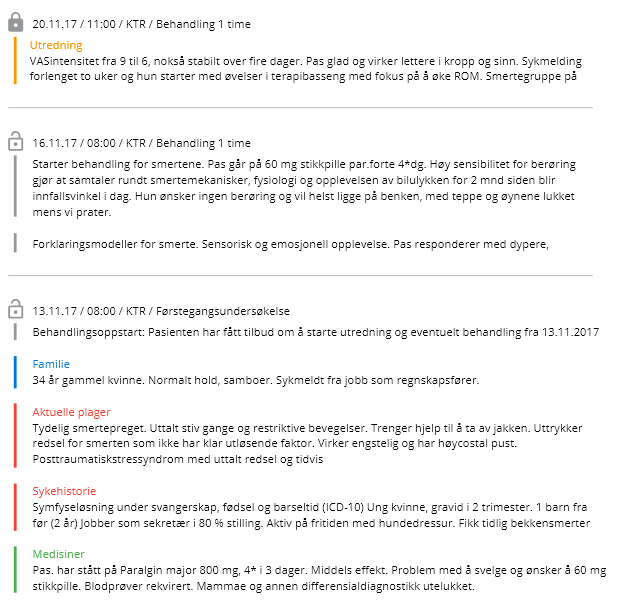 20.11.17 / 11:00 / KTR / Behandling 1 time
Utredning
VASintensitet fra 9 til 6, nokså stabilt over fire dager. Pas glad og virker lettere i kropp og sinn. Sykmelding
forlenget to uker og hun starter med øvelser i terapibasseng med fokus på å øke ROM. Smertegruppe på
16.11.17 / 08:00 / KTR / Behandling 1 time
Starter behandling for smertene. Pas går på 60 mg stikkpille par.forte 4*dg. Høy sensibilitet for berøring
gjør at samtaler rundt smertemekanisker, fysiologi og opplevelsen av bilulykken for 2 mnd siden blir
innfallsvinkel i dag. Hun ønsker ingen berøring og vil helst ligge på benken, med teppe og øynene lukket
mens vi prater.
Forklaringsmodeller for smerte. Sensorisk og emosjonell opplevelse. Pas responderer med dypere,
13.11.17 / 08:00 / KTR / Førstegangsundersøkelse
Behandlingsoppstart: Pasienten har fått tilbud om å starte utredning og eventuelt behandling fra 13.11.2017
Familie
34 år gammel kvinne. Normalt hold, samboer. Sykmeldt fra jobb som regnskapsfører.
Aktuelle plager
Tydelig smertepreget. Uttalt stiv gange og restriktive bevegelser. Trenger hjelp til å ta av jakken. Uttrykker
redsel for smerten som ikke har klar utløsende faktor. Virker engstelig og har høycostal pust.
Posttraumatiskstressyndrom med uttalt redsel og tidvis
Sykehistorie
Symfyseløsning under svangerskap, fødsel og barseltid (ICD-10) Ung kvinne, gravid i 2 trimester. 1 barn fra
før (2 år) Jobber som sekretær i 80 % stilling. Aktiv på fritiden med hundedressur. Fikk tidlig bekkensmerter
Medisiner
Pas. har stått på Paralgin major 800 mg, 4* i 3 dager. Middels effekt. Problem med å svelge og ønsker å 60 mg
stikkpille. Blodprøver rekvirert. Mammae og annen differensialdiagnostikk utelukket.